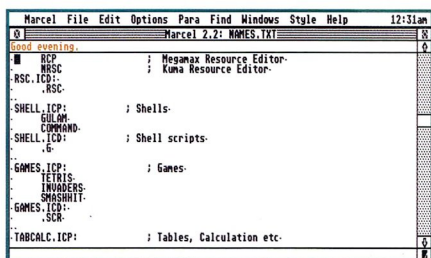 Marcel File Edit Options Para Find Windows Style Help 12:31am
Marcel 2.2: NAMES.TXT
Good evening.
RCP ; Megamax Resource Editor
NRSC ; Kuma Resource Editor
RSC.ICD:
.RSC
..
SHELL.ICP: ; Shells
GULAM
COMMAND
SHELL.ICD: ; Shell scripts
.G
..
GAMES.ICP: ; Games
TETRIS
INVADERS
SMASHHIT
GAMES.ICD:
.SCR
..
TABCALC.ICP: ; Tables, Calculation etc